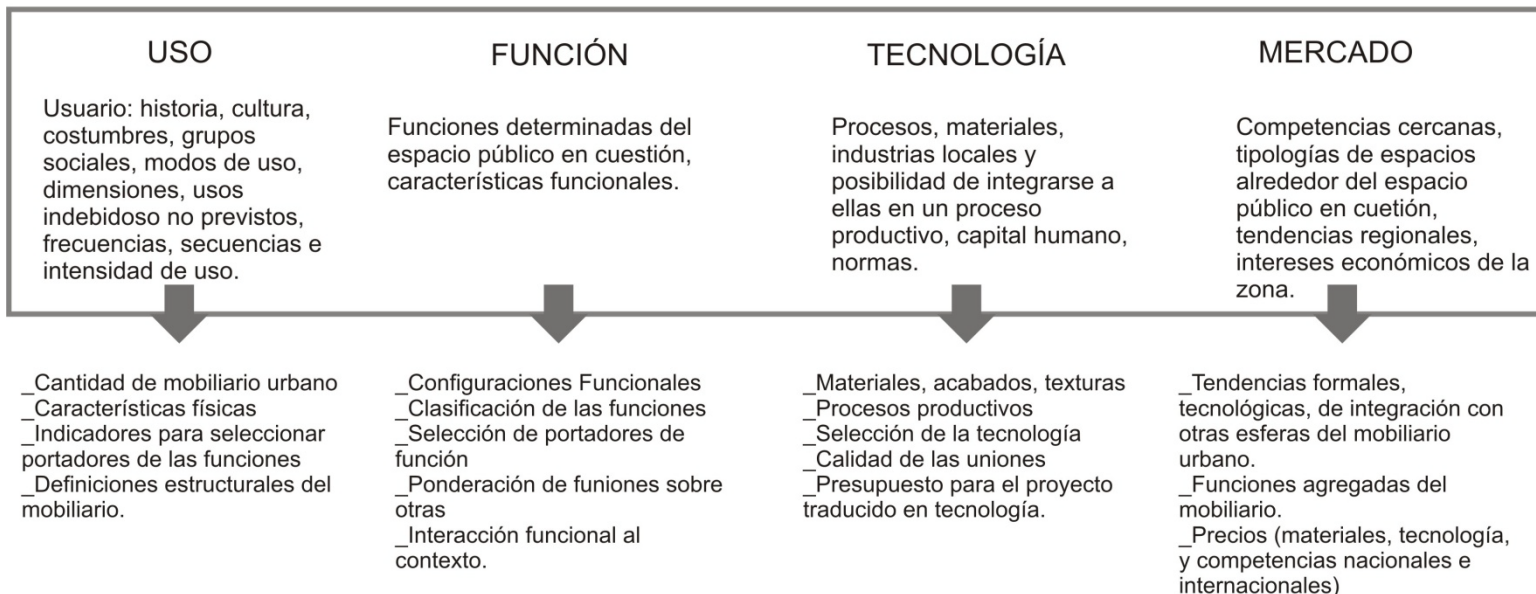 USO
Usuario: historia, cultura,
costumbres, grupos
sociales, modos de uso,
dimensiones, usos
indebidoso no previstos,
frecuencias, secuencias e
intensidad de uso.
FUNCIÓN
Funciones determinadas del
espacio público en cuestión,
características funcionales.
TECNOLOGÍA
Procesos, materiales,
industrias locales y
posibilidad de integrarse a
ellas en un proceso
productivo, capital humano,
normas.
MERCADO
Competencias cercanas,
tipologías de espacios
alrededor del espacio
público en cuetión,
tendencias regionales,
intereses económicos de la
zona.
_Cantidad de mobiliario urbano
_Características físicas
_Indicadores para seleccionar
portadores de las funciones
_Definiciones estructurales del
mobiliario.
_Configuraciones Funcionales
_Clasificación de las funciones
_Selección de portadores de
función
_Ponderación de funiones sobre
otras
_Interacción funcional al
contexto.
_Materiales, acabados, texturas
_Procesos productivos
_Selección de la tecnología
_Calidad de las uniones
_Presupuesto para el proyecto
traducido en tecnología.
_Tendencias formales,
tecnológicas, de integración con
otras esferas del mobiliario
urbano.
_Funciones agregadas del
mobiliario.
_Precios (materiales, tecnología,
y competencias nacionales e
internacionales)